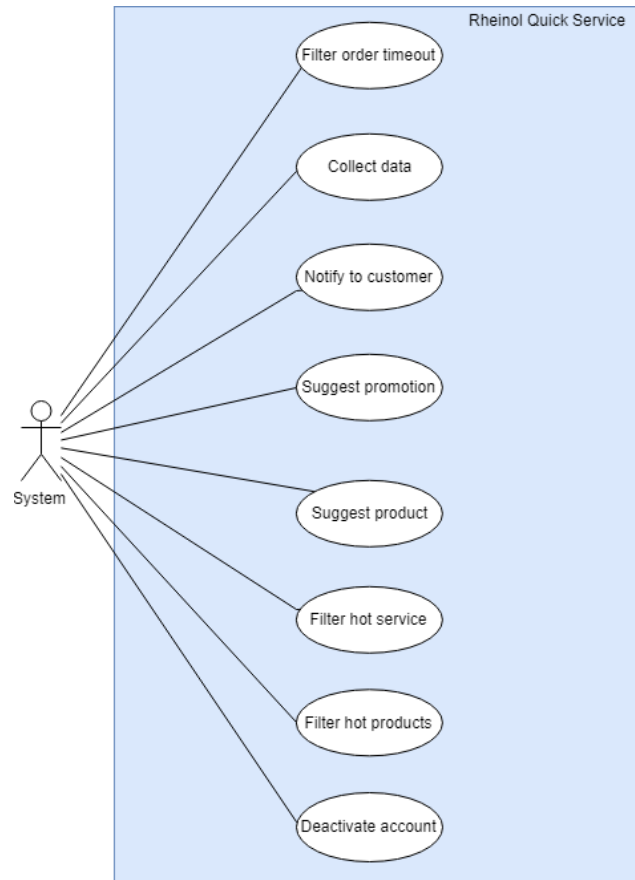 Rheinol Quick Service
Filter order timeout
Collect data
Notify to customer
Suggest promotion
System
Suggest product
Filter hot service
Filter hot products
Deactivate account